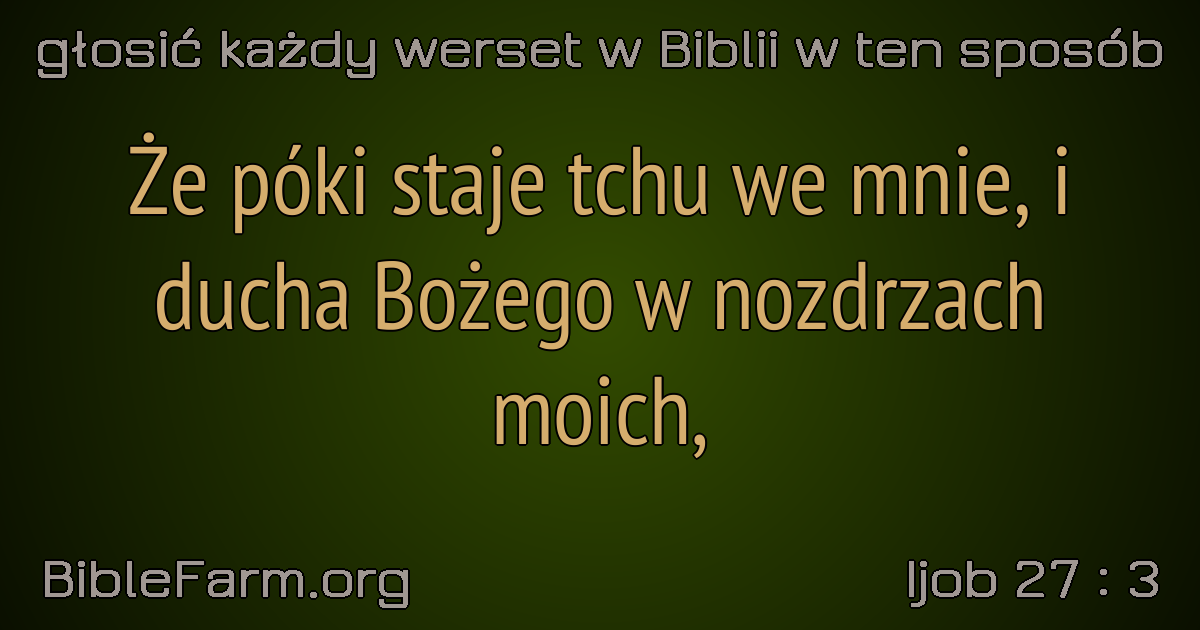 głosić każdy werset w Biblii w ten sposób
Że póki staje tchu we mnie, i
ducha Bożego w nozdrzach
moich,
BibleFarm.org
Ijob 27 : 3